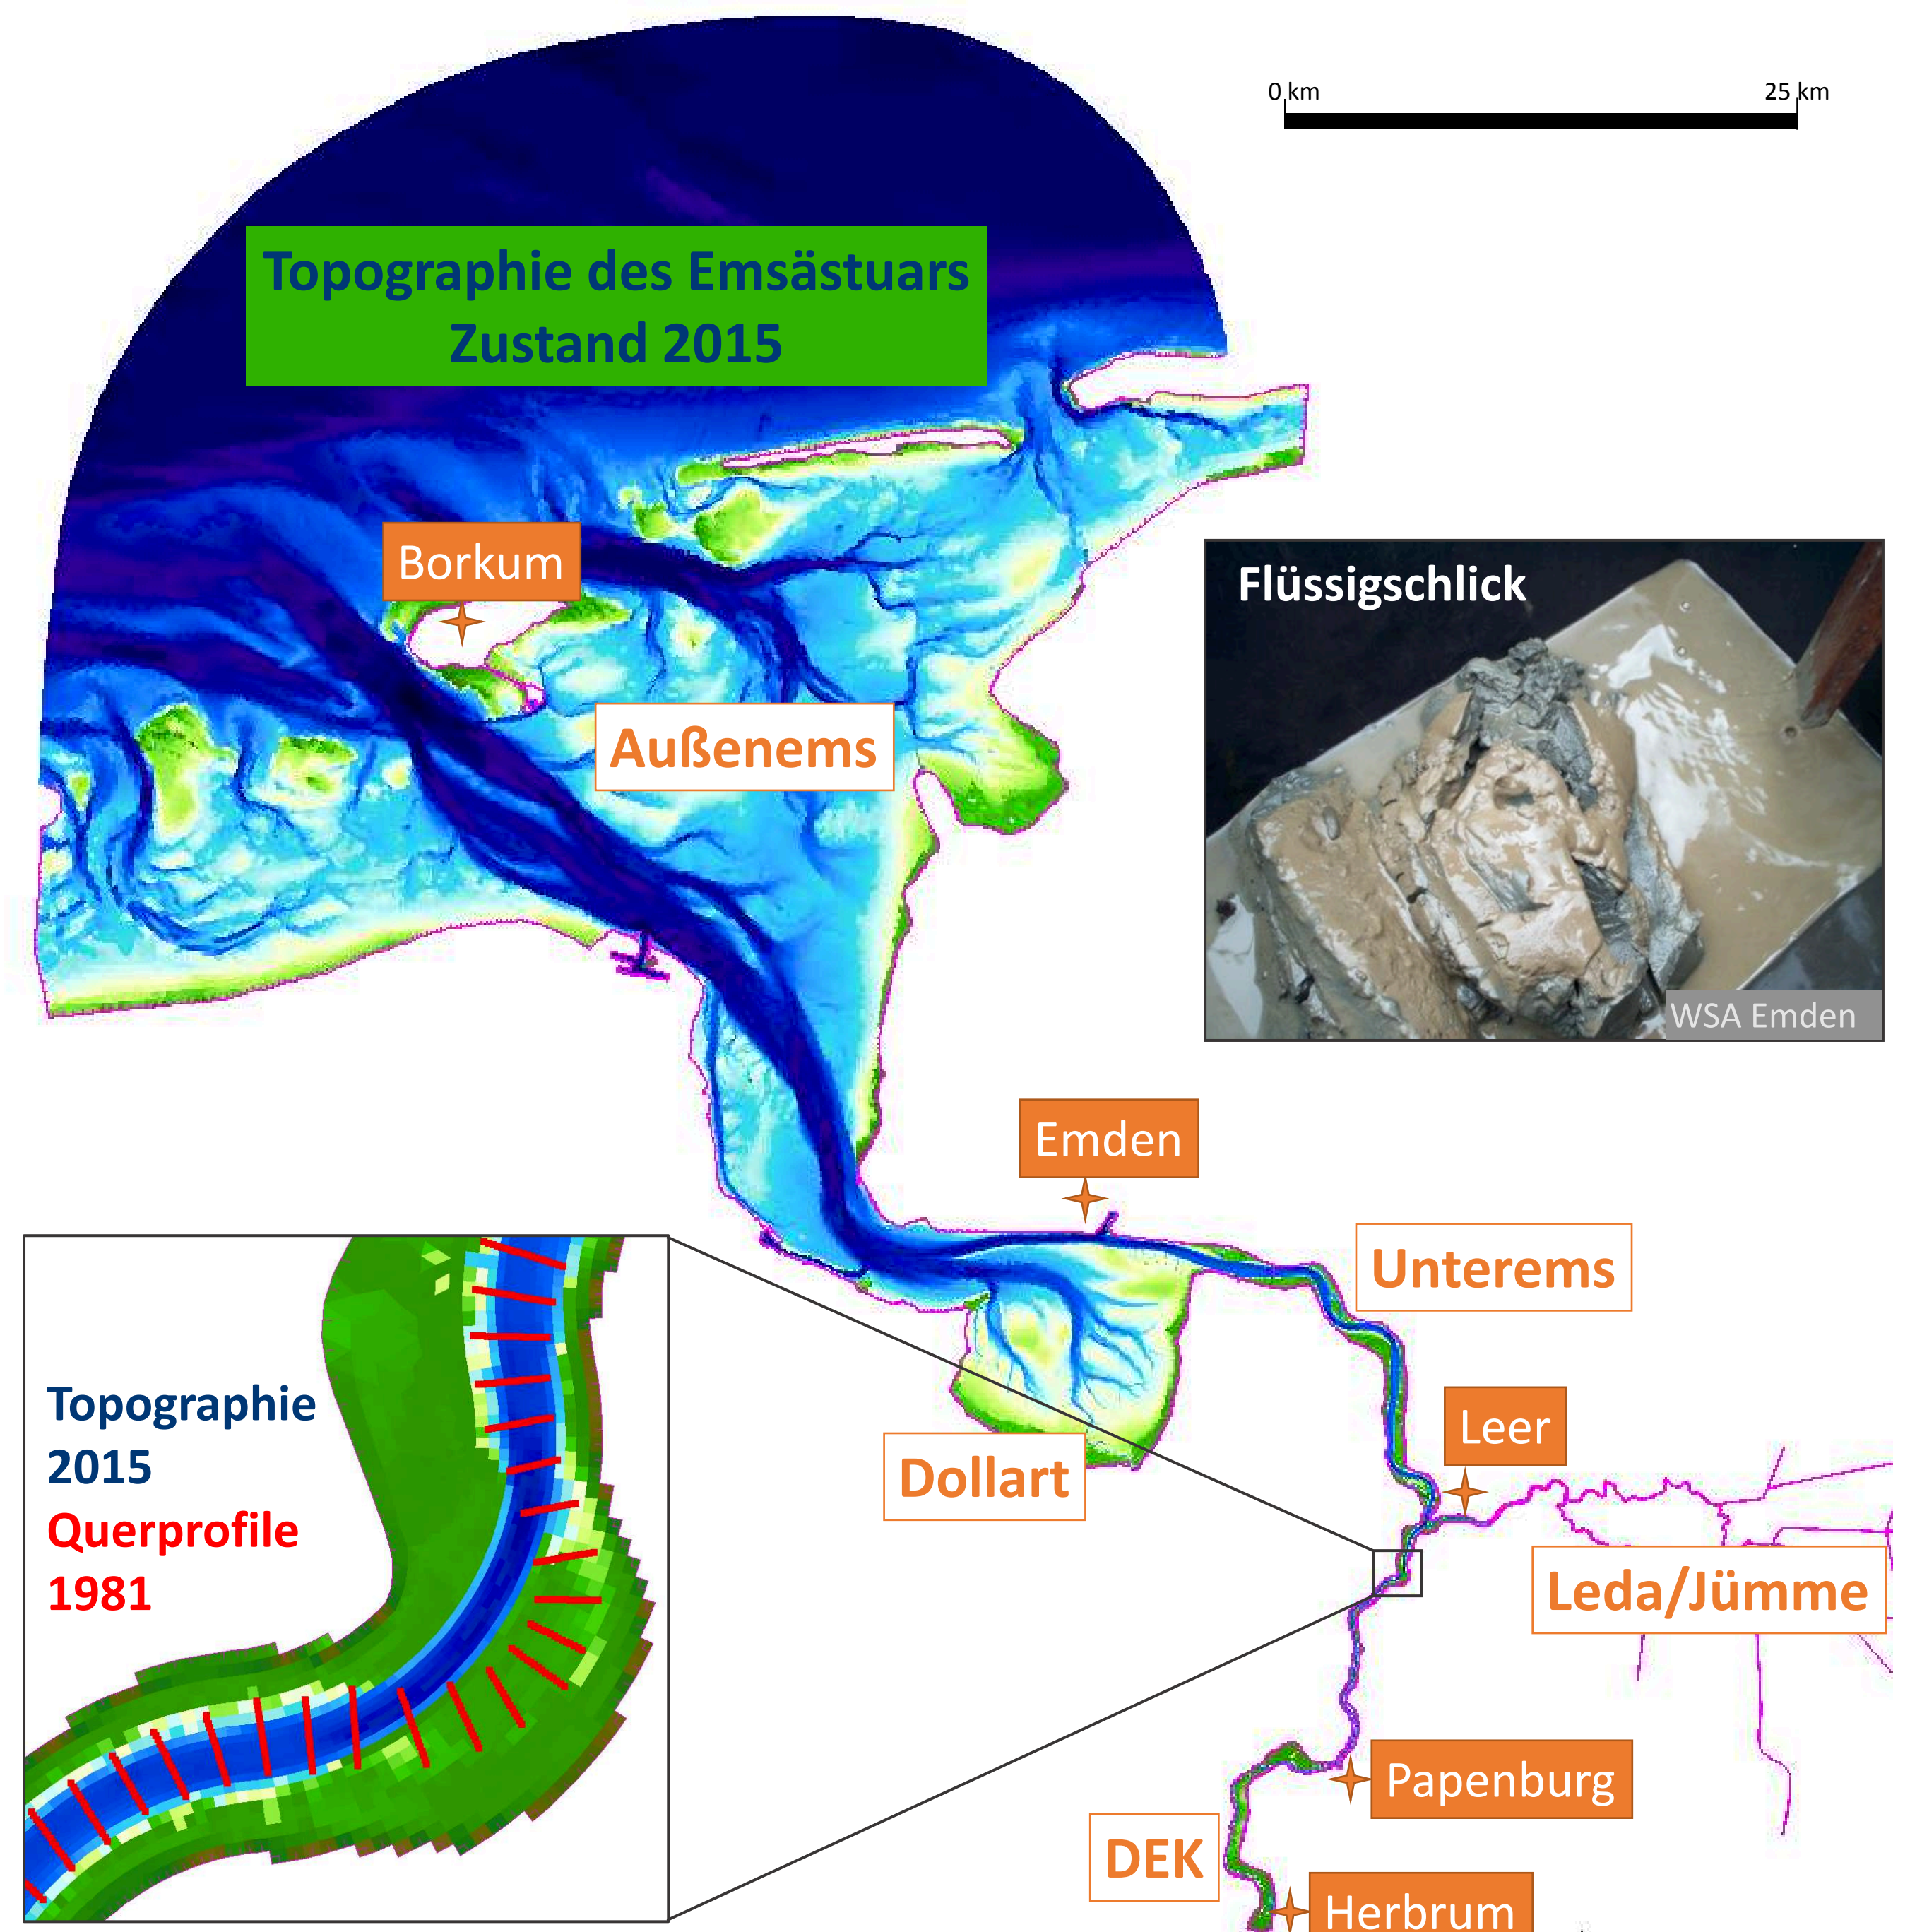 0 km
25 km
Topographie des Emsästuars
Zustand 2015
Borkum
Flüssigschlick
Außenems
WSA Emden
Emden
Unterems
Topographie
2015
Querprofile
1981
Leer
Dollart
Leda/Jümme
Papenburg
DEK
Herbrum